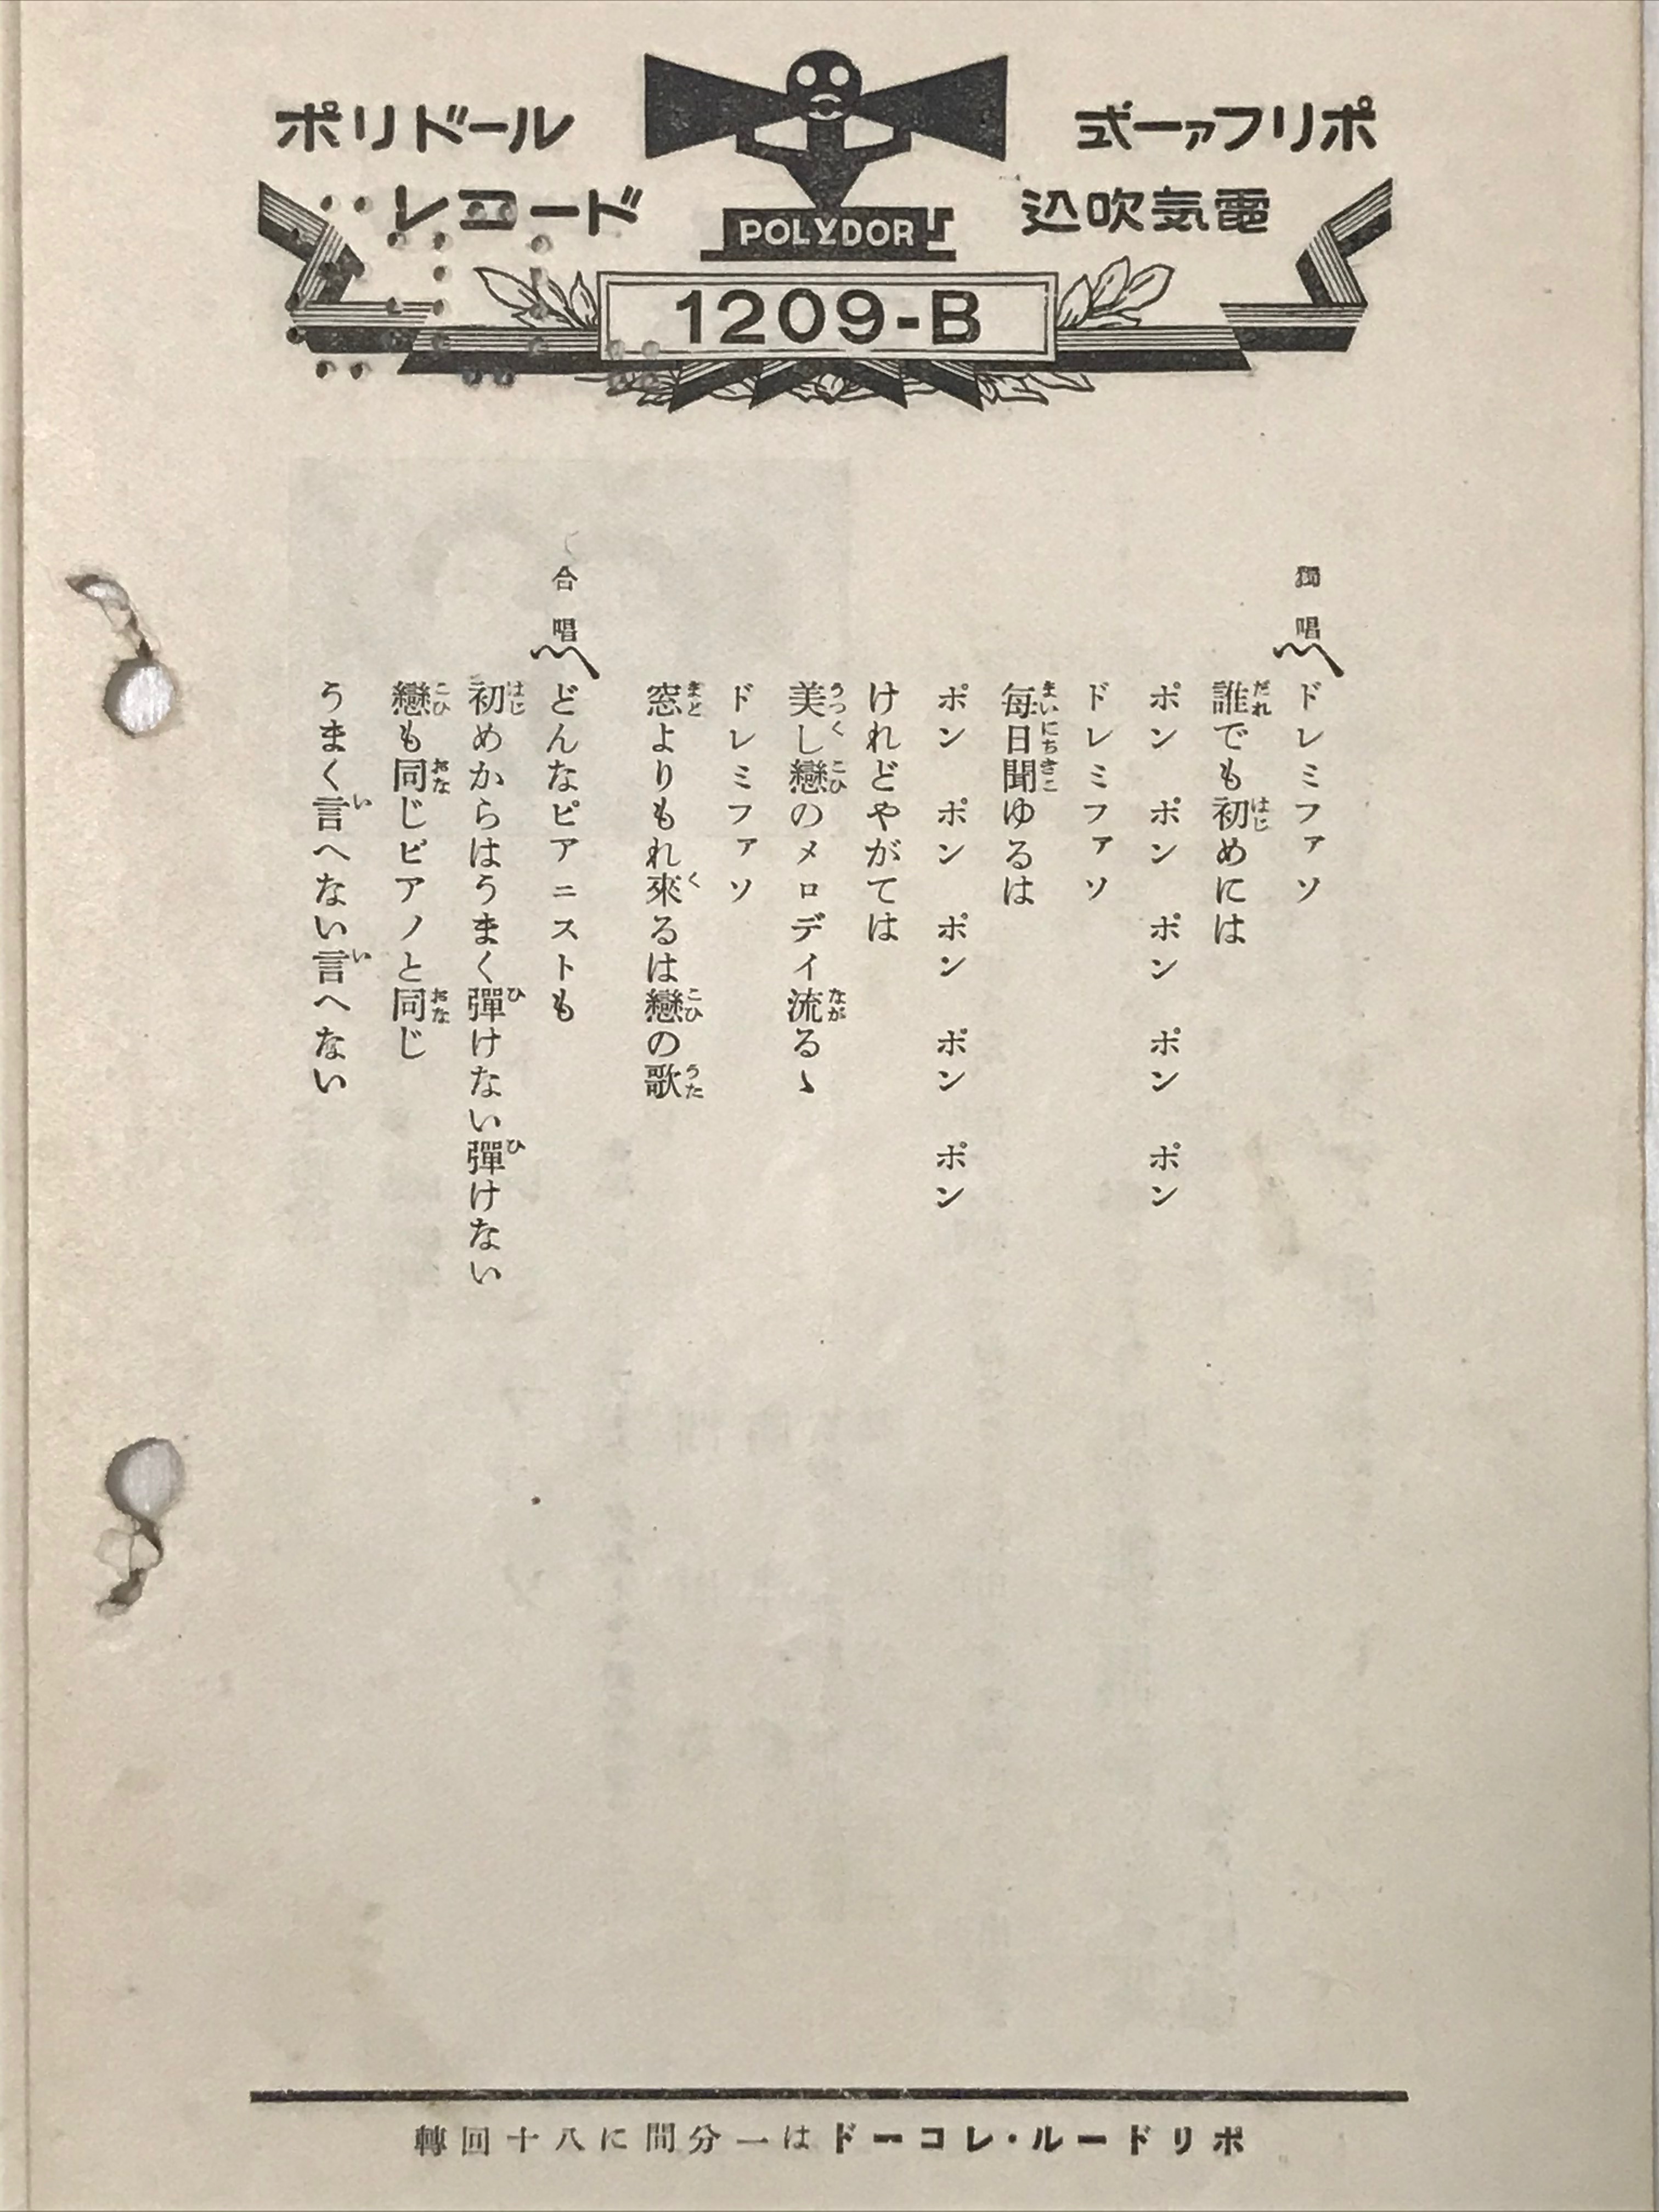 ポリドール
レコード
ポリファー式
電気吹込
POLYDOR
1209-B
獨唱
ドレミファソ
誰でも初めには
ポン ポン ポン ポン ポン
ドレミファソ
毎日聞ゆるは
ポン ポン ポン ポン ポン
けれどやがては
美し戀のメロデイ流るゝ
ドレミファソ
窓よりもれ來るは戀の歌
合唱
どんなピアニストも
初めからはうまく彈けない彈けない
戀も同じピアノと同じ
うまく言へない言へない
ポリドール・レコードは一分間に八十回轉